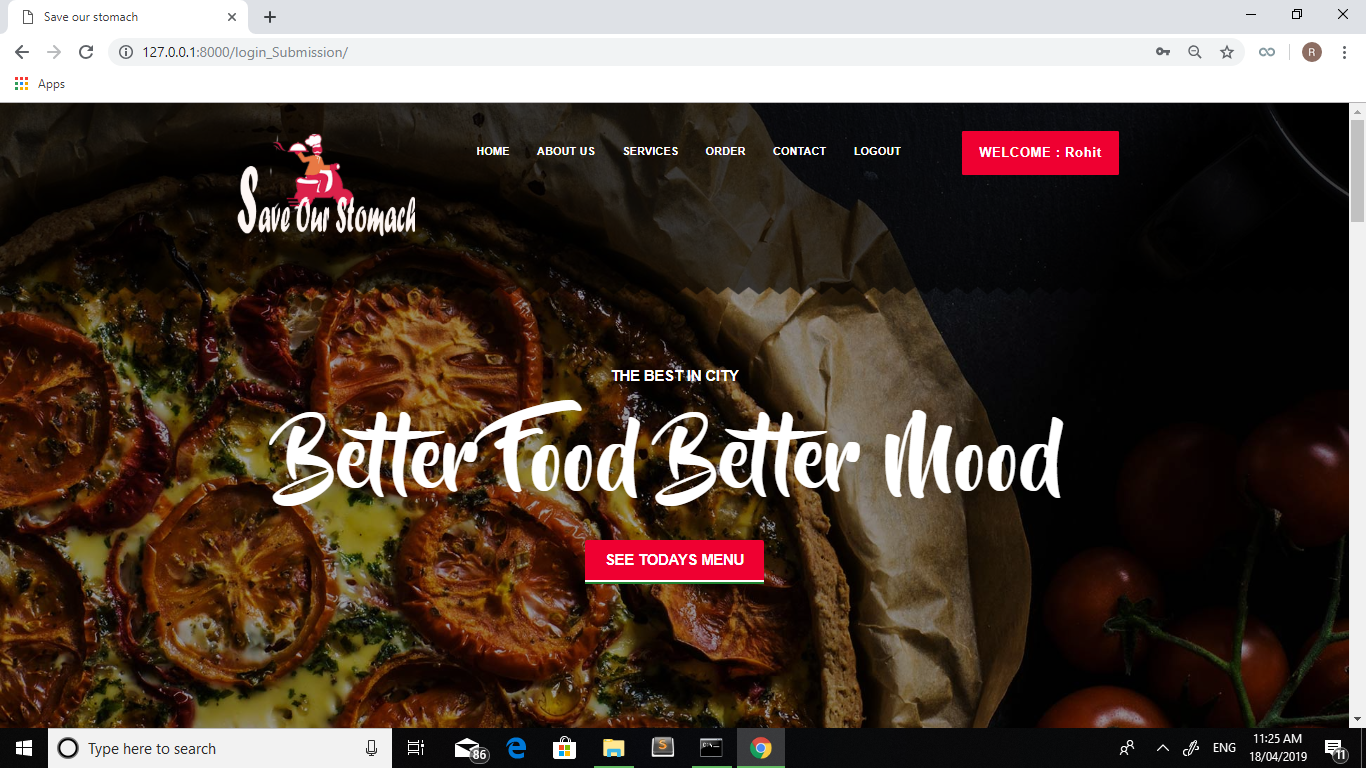 Save our stomach
127.0.0.1:8000/login_Submission/
R
Apps
Save Our Stomach
HOME ABOUT US SERVICES ORDER CONTACT LOGOUT
WELCOME : Rohit
THE BEST IN CITY
Better Food Better Mood
SEE TODAYS MENU
Type here to search
86
S
ENG
11:25 AM
18/04/2019
11